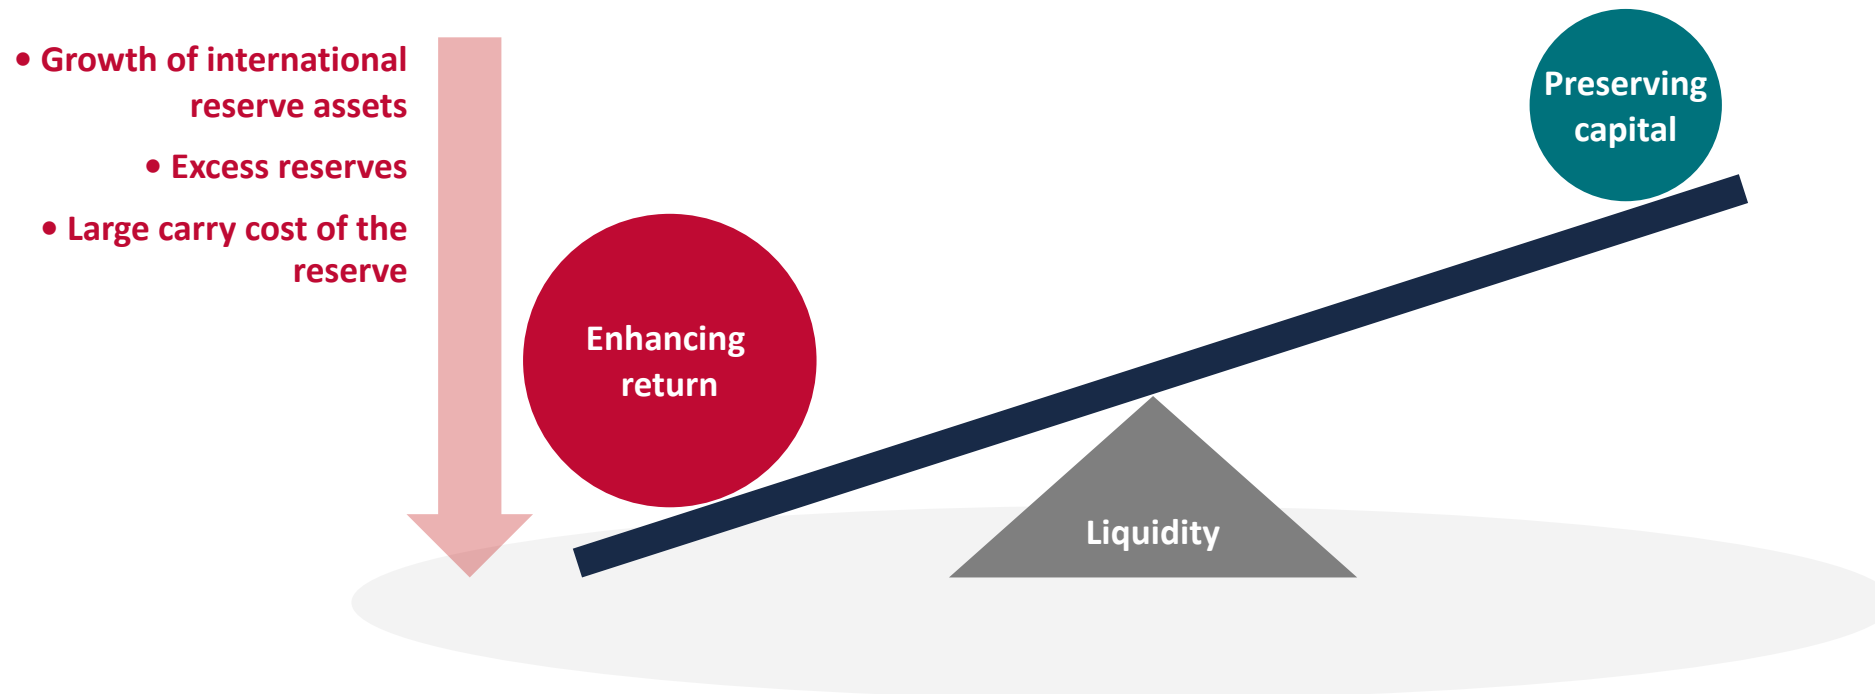 • Growth of international
reserve assets
• Excess reserves
• Large carry cost of the
reserve
Enhancing
return
Preserving
capital
Liquidity